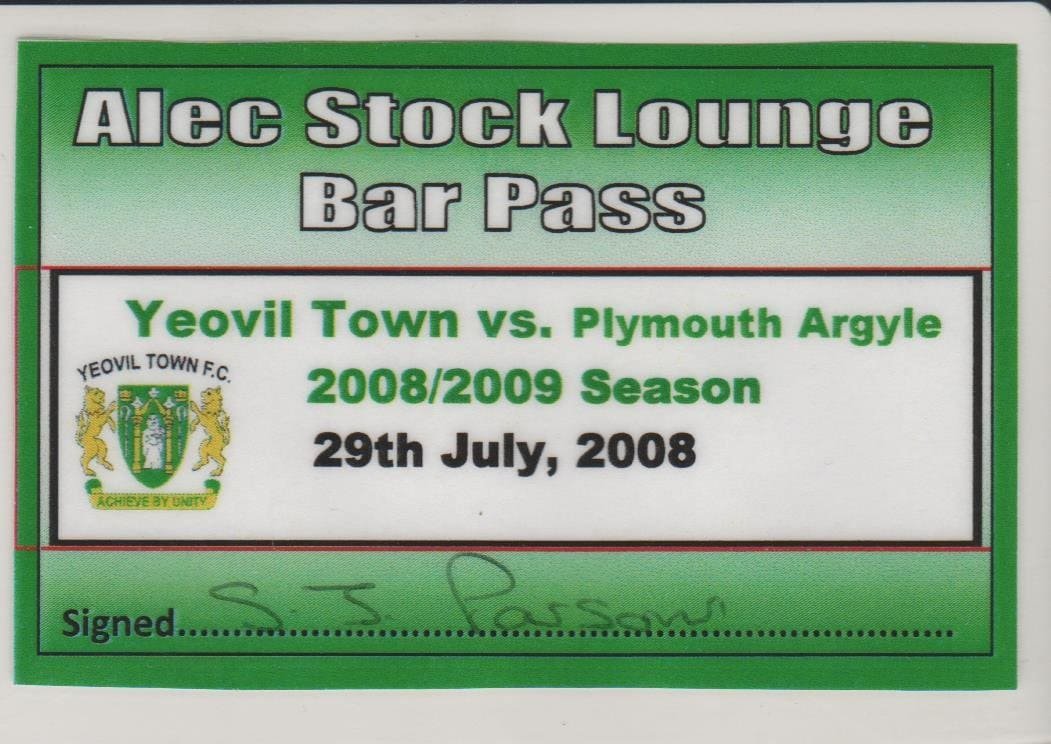 Alec Stock Lounge
Bar Pass
Yeovil Town vs. Plymouth Argyle
YEOVIL TOWN F.C.
2008/2009 Season
29th July, 2008
ACHIEVE BY UNITY
Signed.......... S. J. Parsons